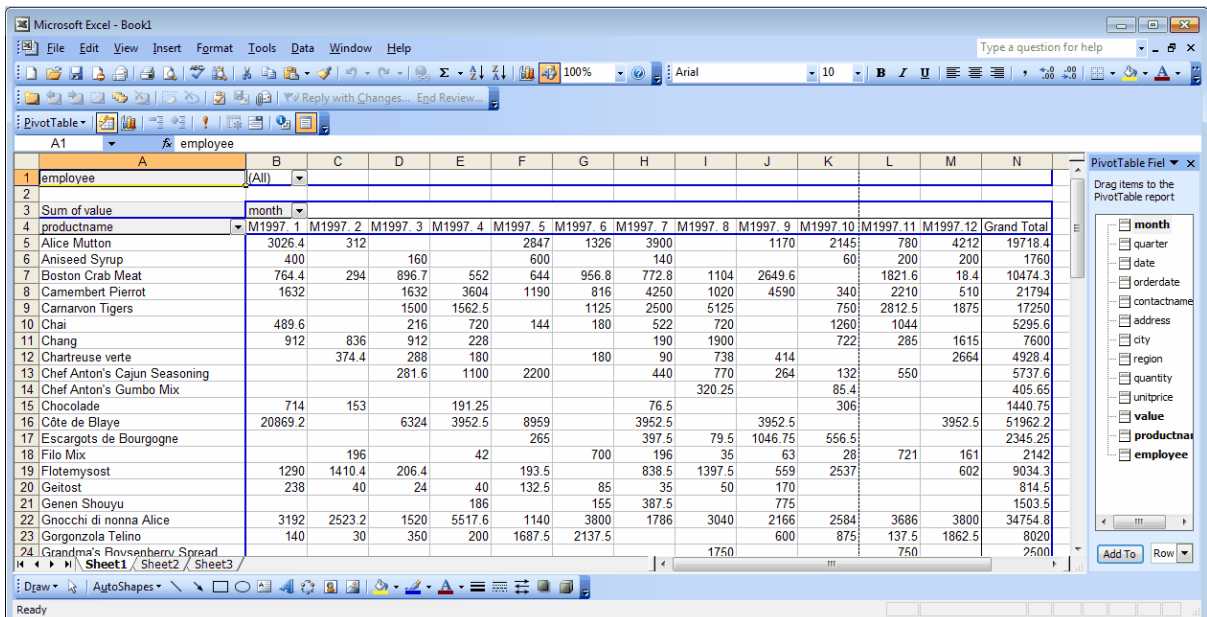 Microsoft Excel - Book1
File Edit View Insert Format Tools Data Window Help Type a question for help
100% Arial 10 B I U
Reply with Changes... End Review...
PivotTable
A1 fx employee
A B C D E F G H I J K L M N
1 employee (All)
2
3 Sum of value month
4 productname M1997. 1 M1997. 2 M1997. 3 M1997. 4 M1997. 5 M1997. 6 M1997. 7 M1997. 8 M1997. 9 M1997.10 M1997.11 M1997.12 Grand Total
5 Alice Mutton 3026.4 312 2847 1326 3900 1170 2145 780 4212 19718.4
6 Aniseed Syrup 400 160 600 140 60 200 200 1760
7 Boston Crab Meat 764.4 294 896.7 552 644 956.8 772.8 1104 2649.6 1821.6 18.4 10474.3
8 Camembert Pierrot 1632 1632 3604 1190 816 4250 1020 4590 340 2210 510 21794
9 Carnarvon Tigers 1500 1562.5 1125 2500 5125 750 2812.5 1875 17250
10 Chai 489.6 216 720 144 180 522 720 1260 1044 5295.6
11 Chang 912 836 912 228 190 1900 722 285 1615 7600
12 Chartreuse verte 374.4 288 180 180 90 738 414 2664 4928.4
13 Chef Anton's Cajun Seasoning 281.6 1100 2200 440 770 264 132 550 5737.6
14 Chef Anton's Gumbo Mix 320.25 85.4 405.65
15 Chocolade 714 153 191.25 76.5 306 1440.75
16 Côte de Blaye 20869.2 6324 3952.5 8959 3952.5 3952.5 3952.5 51962.2
17 Escargots de Bourgogne 265 397.5 79.5 1046.75 556.5 2345.25
18 Filo Mix 196 42 700 196 35 63 28 721 161 2142
19 Flotemysost 1290 1410.4 206.4 193.5 838.5 1397.5 559 2537 602 9034.3
20 Geitost 238 40 24 40 132.5 85 35 50 170 814.5
21 Genen Shouyu 186 155 387.5 775 1503.5
22 Gnocchi di nonna Alice 3192 2523.2 1520 5517.6 1140 3800 1786 3040 2166 2584 3686 3800 34754.8
23 Gorgonzola Telino 140 30 350 200 1687.5 2137.5 600 875 137.5 1862.5 8020
24 Grandma's Boysenberry Spread 1750 750 2500
PivotTable Fiel
Drag items to the
PivotTable report
month
quarter
date
orderdate
contactname
address
city
region
quantity
unitprice
value
productnar
employee
Add To Row
Sheet1 Sheet2 Sheet3
Draw AutoShapes
Ready